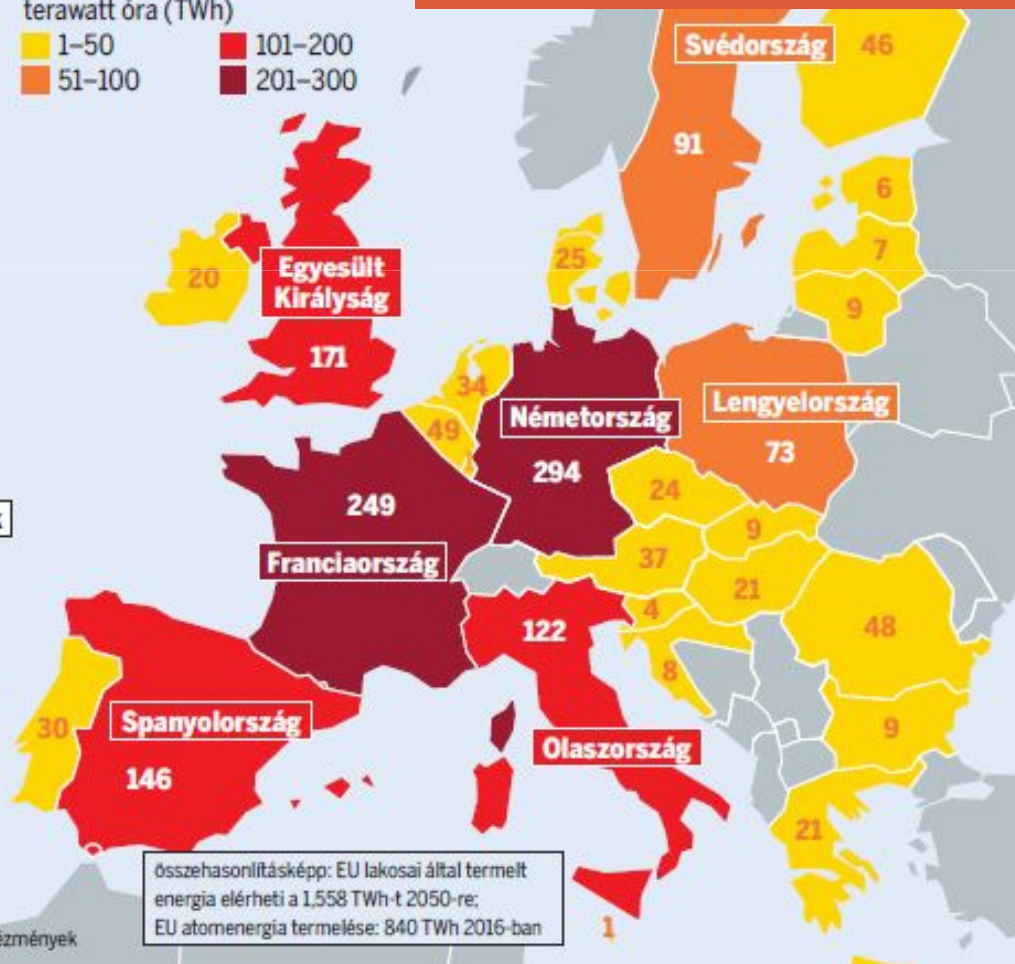 terawatt óra (TWh)
1–50
101–200
51–100
201–300
Svédország
46
91
6
7
9
25
20
Egyesült
Királyság
171
34
49
1
Németország
294
Lengyelország
73
249
Franciaország
24
9
37
21
4
122
8
48
9
30
Spanyolország
146
Olaszország
21
összehasonlításképp: EU lakosai által termelt
energia elérheti a 1,558 TWh-t 2050-re;
EU atomenergia termelése: 840 TWh 2016-ban
1